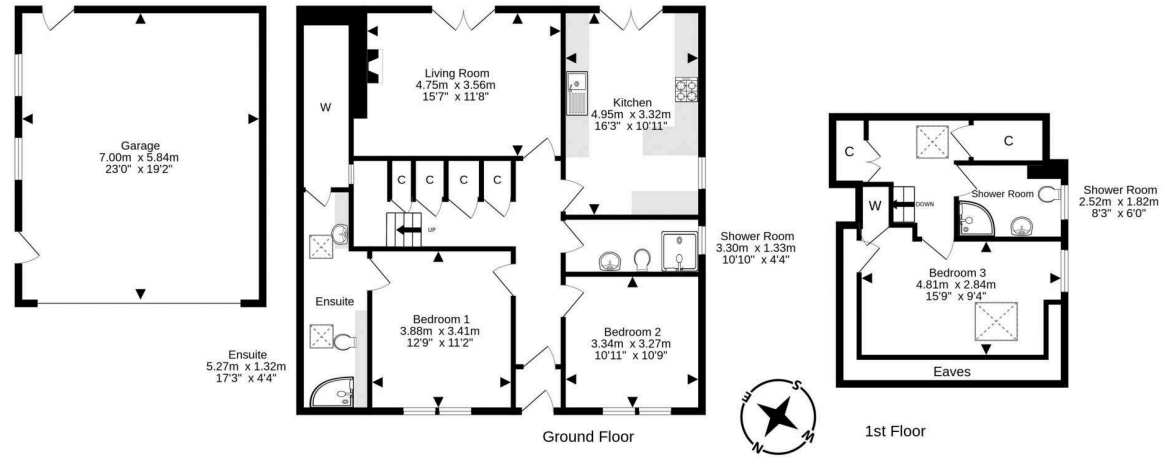 Garage
7.00m x 5.84m
23'0" x 19'2"
W
Living Room
4.75m x 3.56m
15'7" x 11'8"
Kitchen
4.95m x 3.32m
16'3" x 10'11"
C
C
C
C
UP
Shower Room
3.30m x 1.33m
10'10" x 4'4"
Ensuite
Ensuite
5.27m x 1.32m
17'3" x 4'4"
Bedroom 1
3.88m x 3.41m
12'9" x 11'2"
Bedroom 2
3.34m x 3.27m
10'11" x 10'9"
Ground Floor
S
E
W
N
C
C
W
DOWN
Shower Room
Shower Room
2.52m x 1.82m
8'3" x 6'0"
Bedroom 3
4.81m x 2.84m
15'9" x 9'4"
Eaves
1st Floor